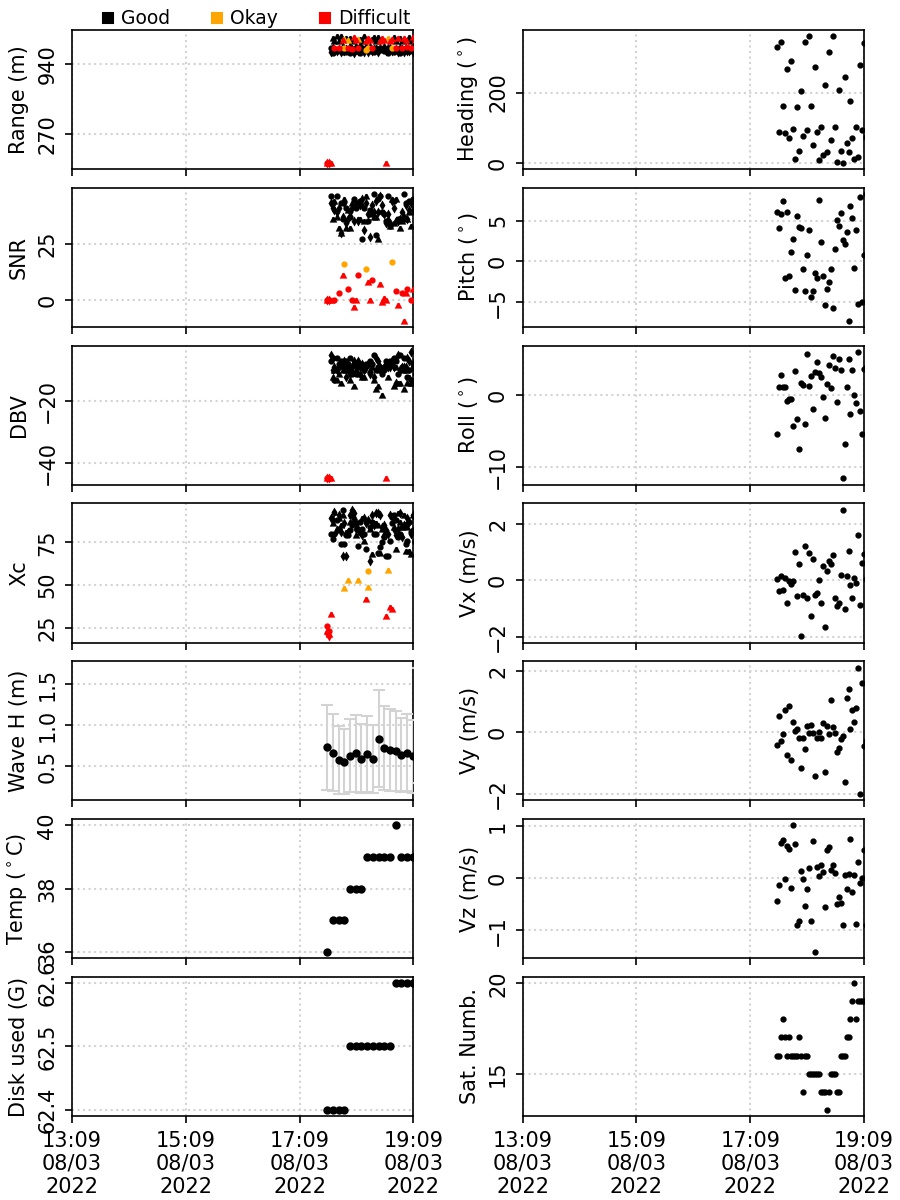 Good Okay Difficult
Range (m)
940
270
Heading (°)
200
0
SNR
25
0
Pitch (°)
5
0
−5
DBV
−20
−40
Roll (°)
0
−10
Xc
75
50
25
Vx (m/s)
2
0
−2
Wave H (m)
1.5
1.0
0.5
Vy (m/s)
2
0
−2
Temp (°C)
40
38
36
Vz (m/s)
1
0
−1
Disk used (G)
62.6
62.5
62.4
Sat. Numb.
20
15
13:09 15:09 17:09 19:09 13:09 15:09 17:09 19:09
08/03 08/03 08/03 08/03 08/03 08/03 08/03 08/03
2022 2022 2022 2022 2022 2022 2022 2022